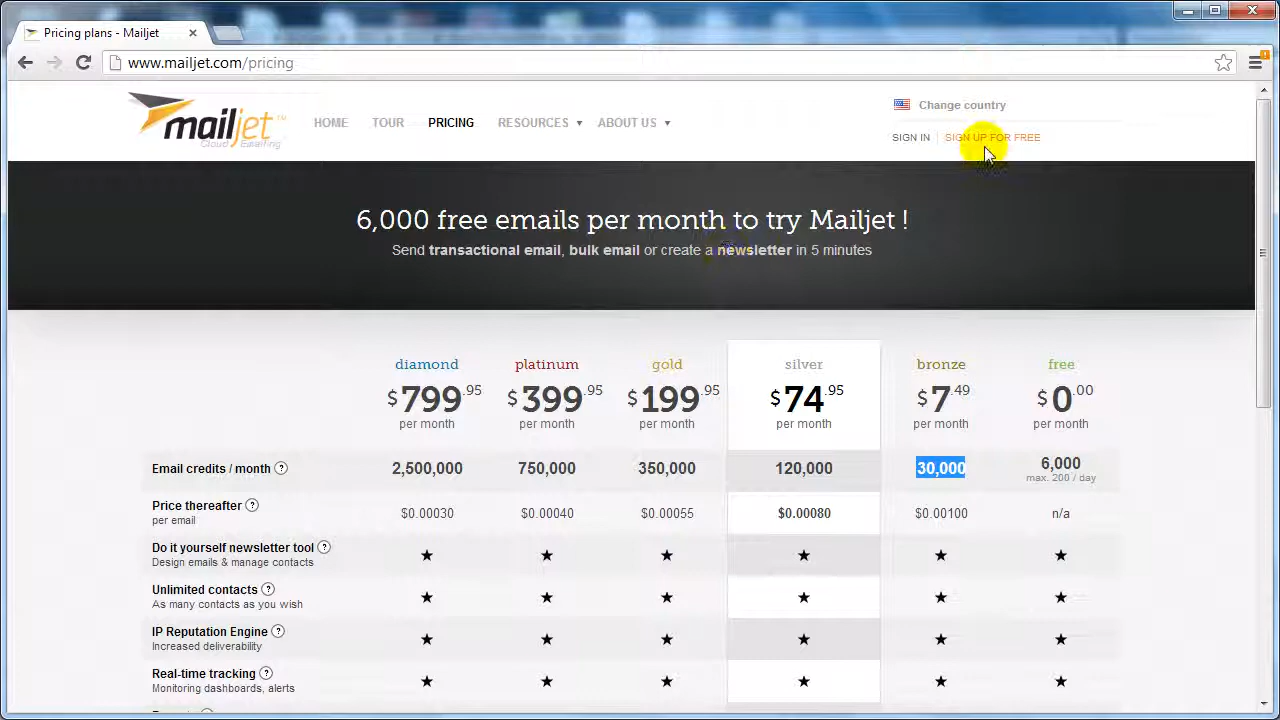 Pricing plans - Mailjet
www.mailjet.com/pricing
mailjet™
Cloud Emailing
HOME TOUR PRICING RESOURCES ABOUT US
Change country
SIGN IN SIGN UP FOR FREE
6,000 free emails per month to try Mailjet !
Send transactional email, bulk email or create a newsletter in 5 minutes
diamond platinum gold silver bronze free
$799.95 $399.95 $199.95 $74.95 $7.49 $0.00
per month per month per month per month per month per month
Email credits / month ? 2,500,000 750,000 350,000 120,000 30,000 6,000
max. 200 / day
Price thereafter ?
per email
$0.00030 $0.00040 $0.00055 $0.00080 $0.00100 n/a
Do it yourself newsletter tool ?
Design emails & manage contacts
Unlimited contacts ?
As many contacts as you wish
IP Reputation Engine ?
Increased deliverability
Real-time tracking ?
Monitoring dashboards, alerts